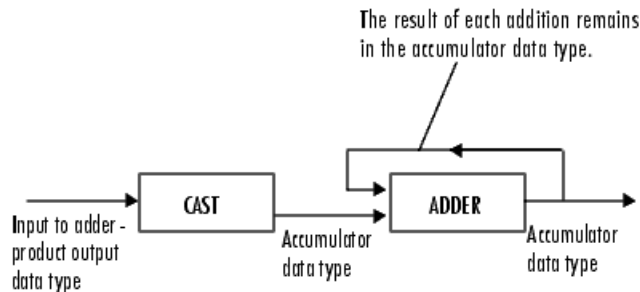 The result of each addition remains
in the accumulator data type.
CAST
ADDER
Input to adder -
product output
data type
Accumulator
data type
Accumulator
data type